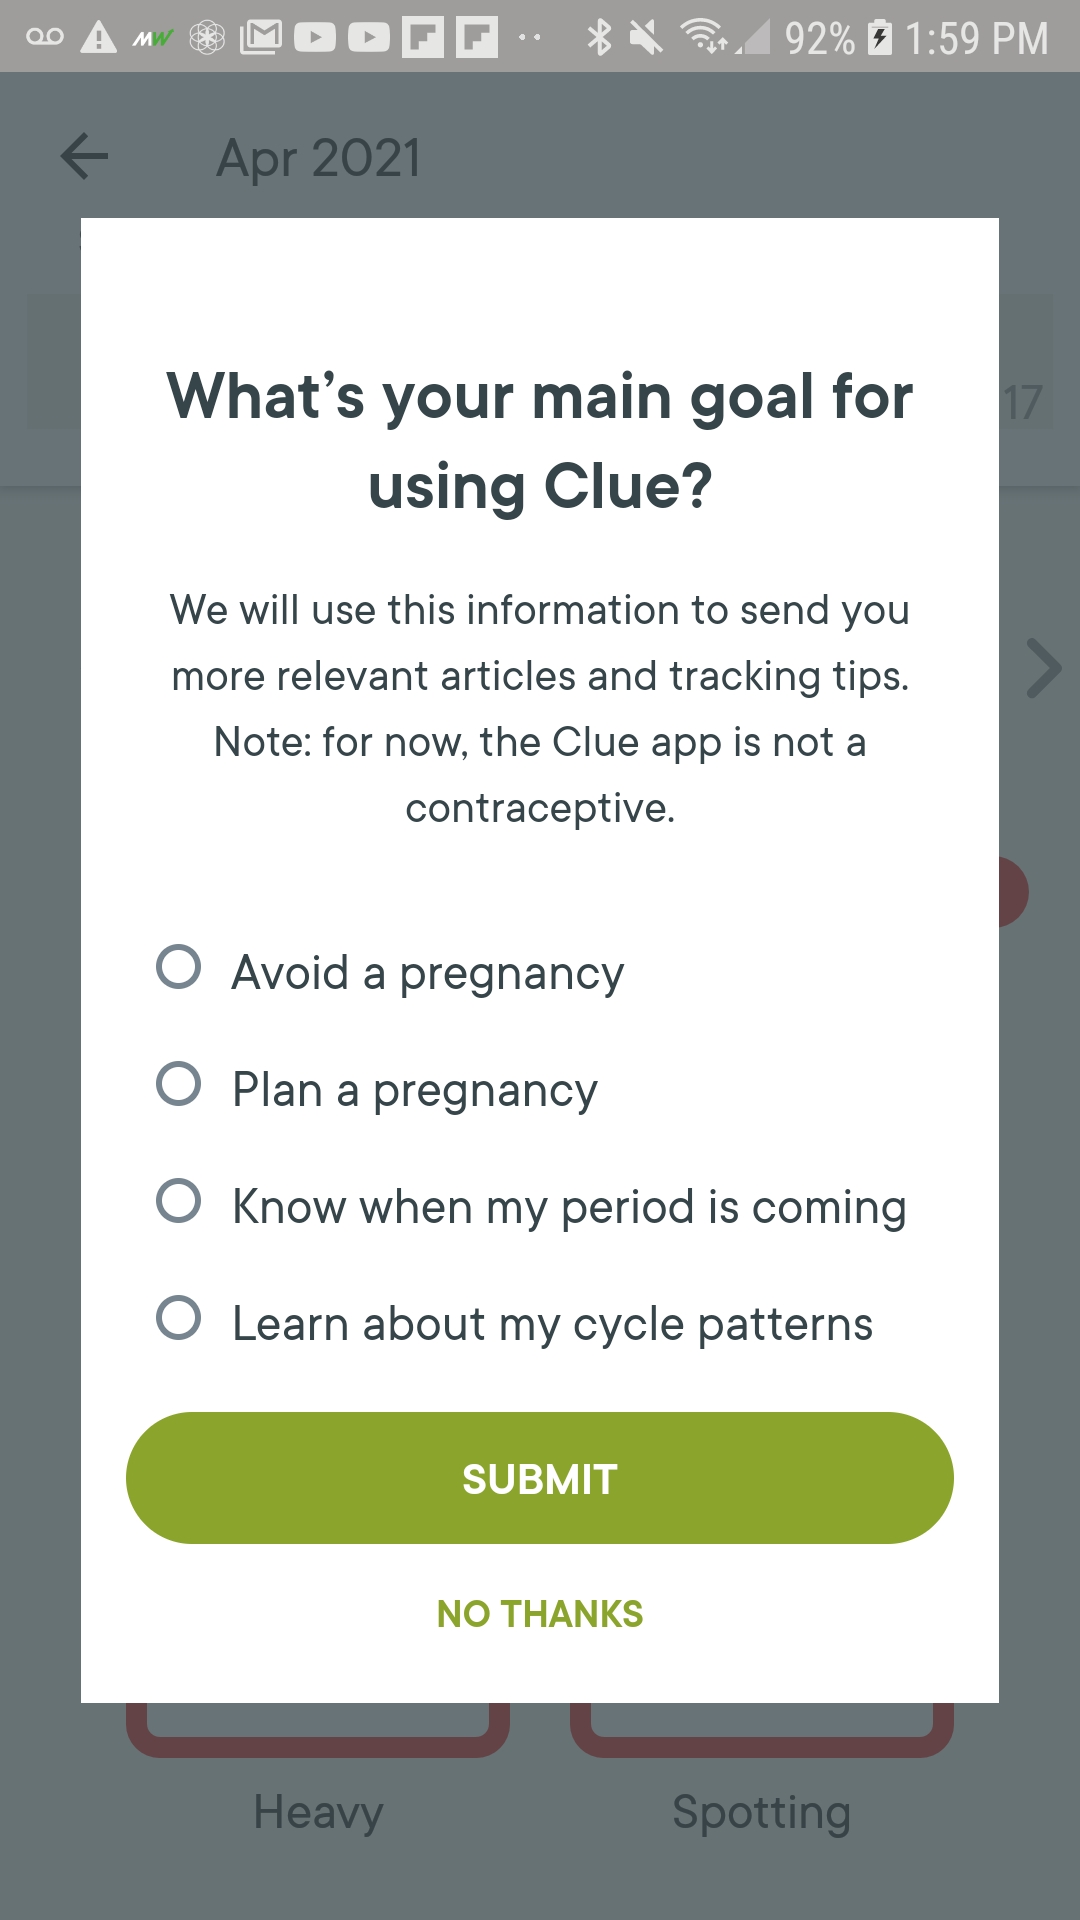 MW 92% 1:59 PM
Apr 2021
17
What’s your main goal for
using Clue?
We will use this information to send you
more relevant articles and tracking tips.
Note: for now, the Clue app is not a
contraceptive.
Avoid a pregnancy
Plan a pregnancy
Know when my period is coming
Learn about my cycle patterns
SUBMIT
NO THANKS
Heavy
Spotting